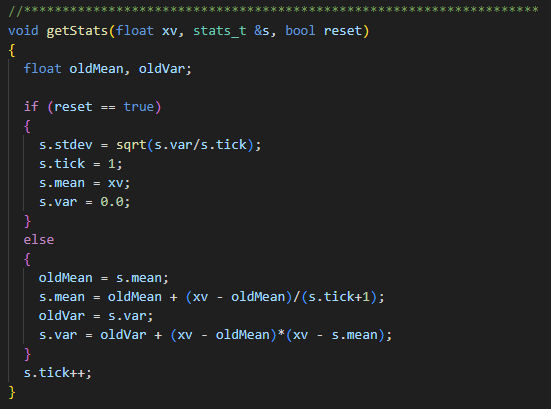 //******************************************************************
void getStats(float xv, stats_t &s, bool reset)
{
  float oldMean, oldVar;

  if (reset == true)
  {
    s.stdev = sqrt(s.var/s.tick);
    s.tick = 1;
    s.mean = xv;
    s.var = 0.0;
  }
  else
  {
    oldMean = s.mean;
    s.mean = oldMean + (xv - oldMean)/(s.tick+1);
    oldVar = s.var;
    s.var = oldVar + (xv - oldMean)*(xv - s.mean);
  }
  s.tick++;
}